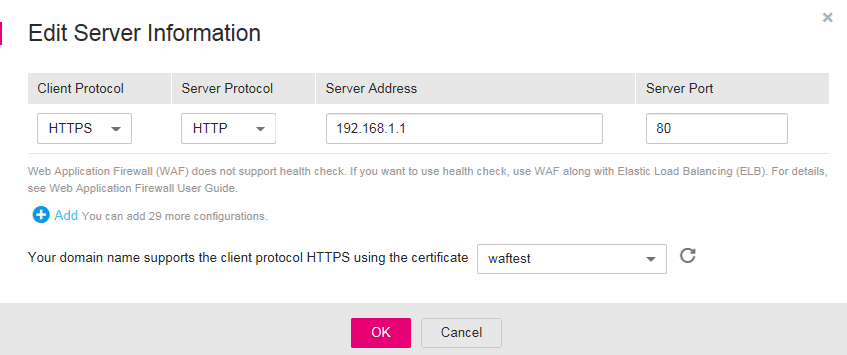 Edit Server Information
Client Protocol Server Protocol Server Address Server Port
HTTPS HTTP 192.168.1.1 80
Web Application Firewall (WAF) does not support health check. If you want to use health check, use WAF along with Elastic Load Balancing (ELB). For details,
see Web Application Firewall User Guide.
Add You can add 29 more configurations.
Your domain name supports the client protocol HTTPS using the certificate waftest
OK Cancel